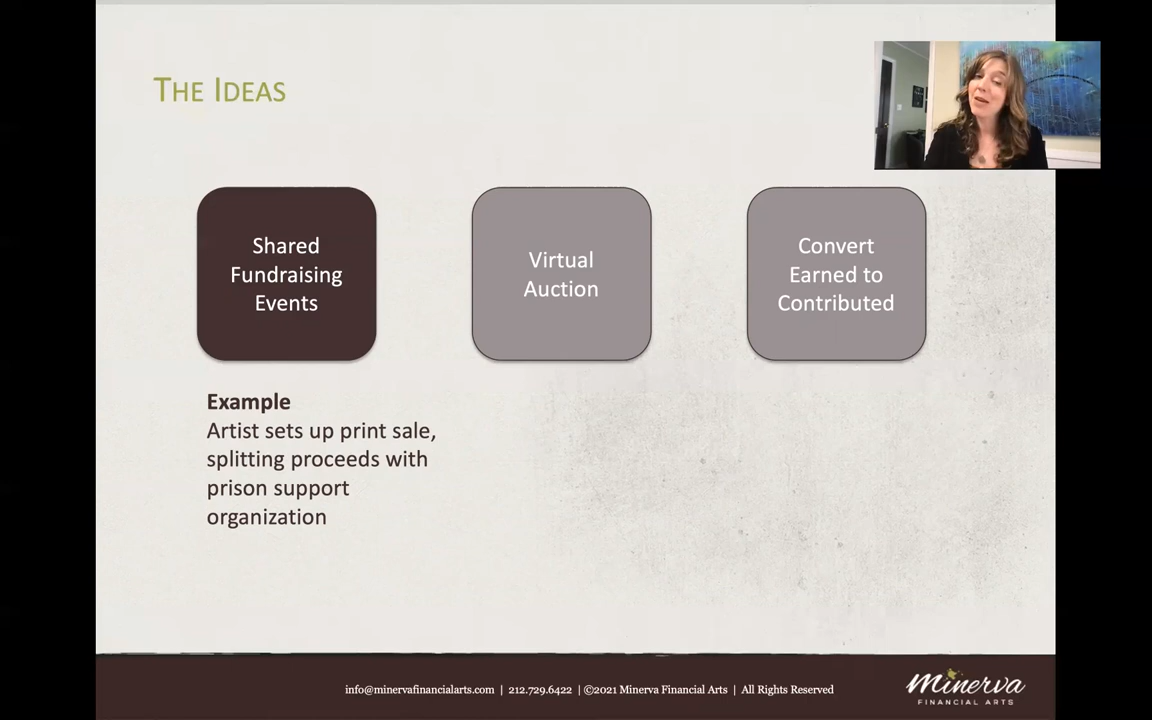 THE IDEAS
Shared
Fundraising
Events
Virtual
Auction
Convert
Earned to
Contributed
Example
Artist sets up print sale,
splitting proceeds with
prison support
organization
info@minervafinancialarts.com | 212.729.6422 | ©2021 Minerva Financial Arts | All Rights Reserved
Minerva
FINANCIAL ARTS